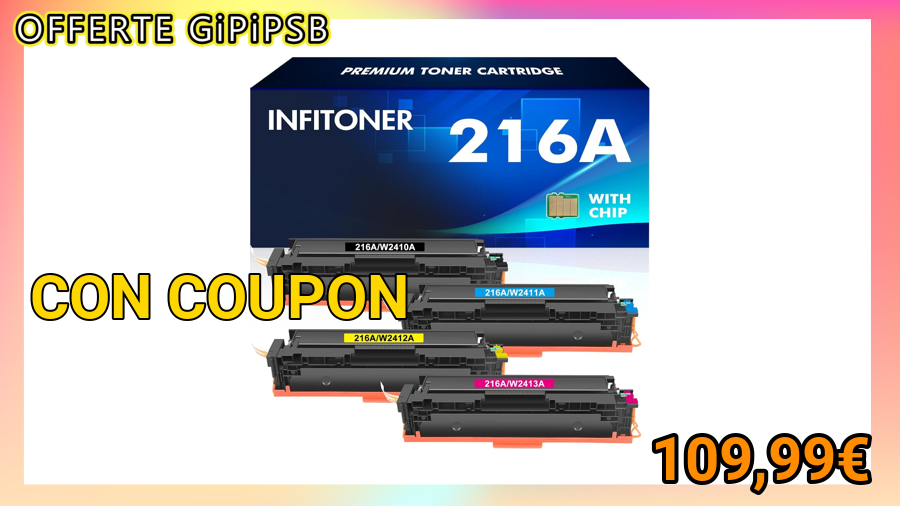 OFFERTE GiPiPSB
PREMIUM TONER CARTRIDGE
INFITONER
216A
WITH
CHIP
216A/W2410A
CON COUPON
216A/W2411A
216A/W2412A
216A/W2413A
109,99€